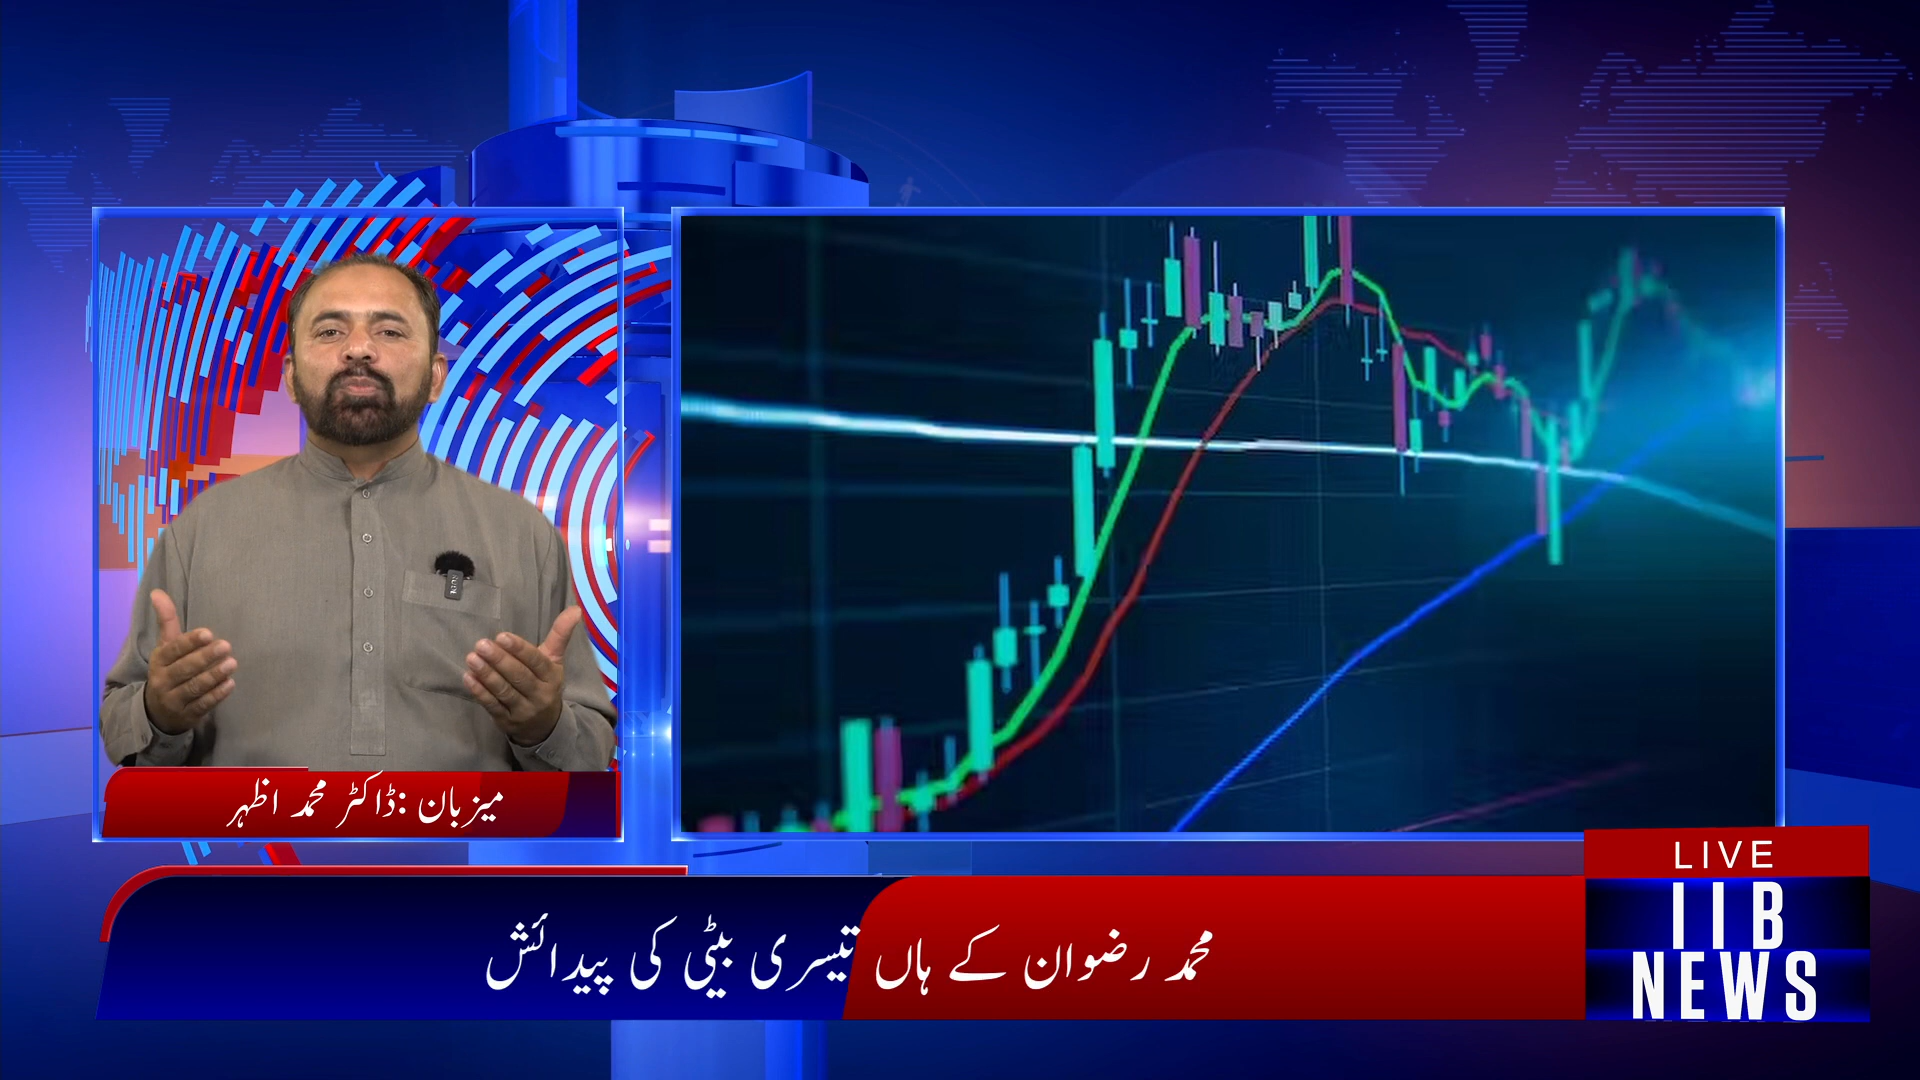 میزبان :ڈاکٹر محمد اظہر
محمد رضوان کے ہاں تیسری بیٹی کی پیدائش
LIVE
IIB
NEWS